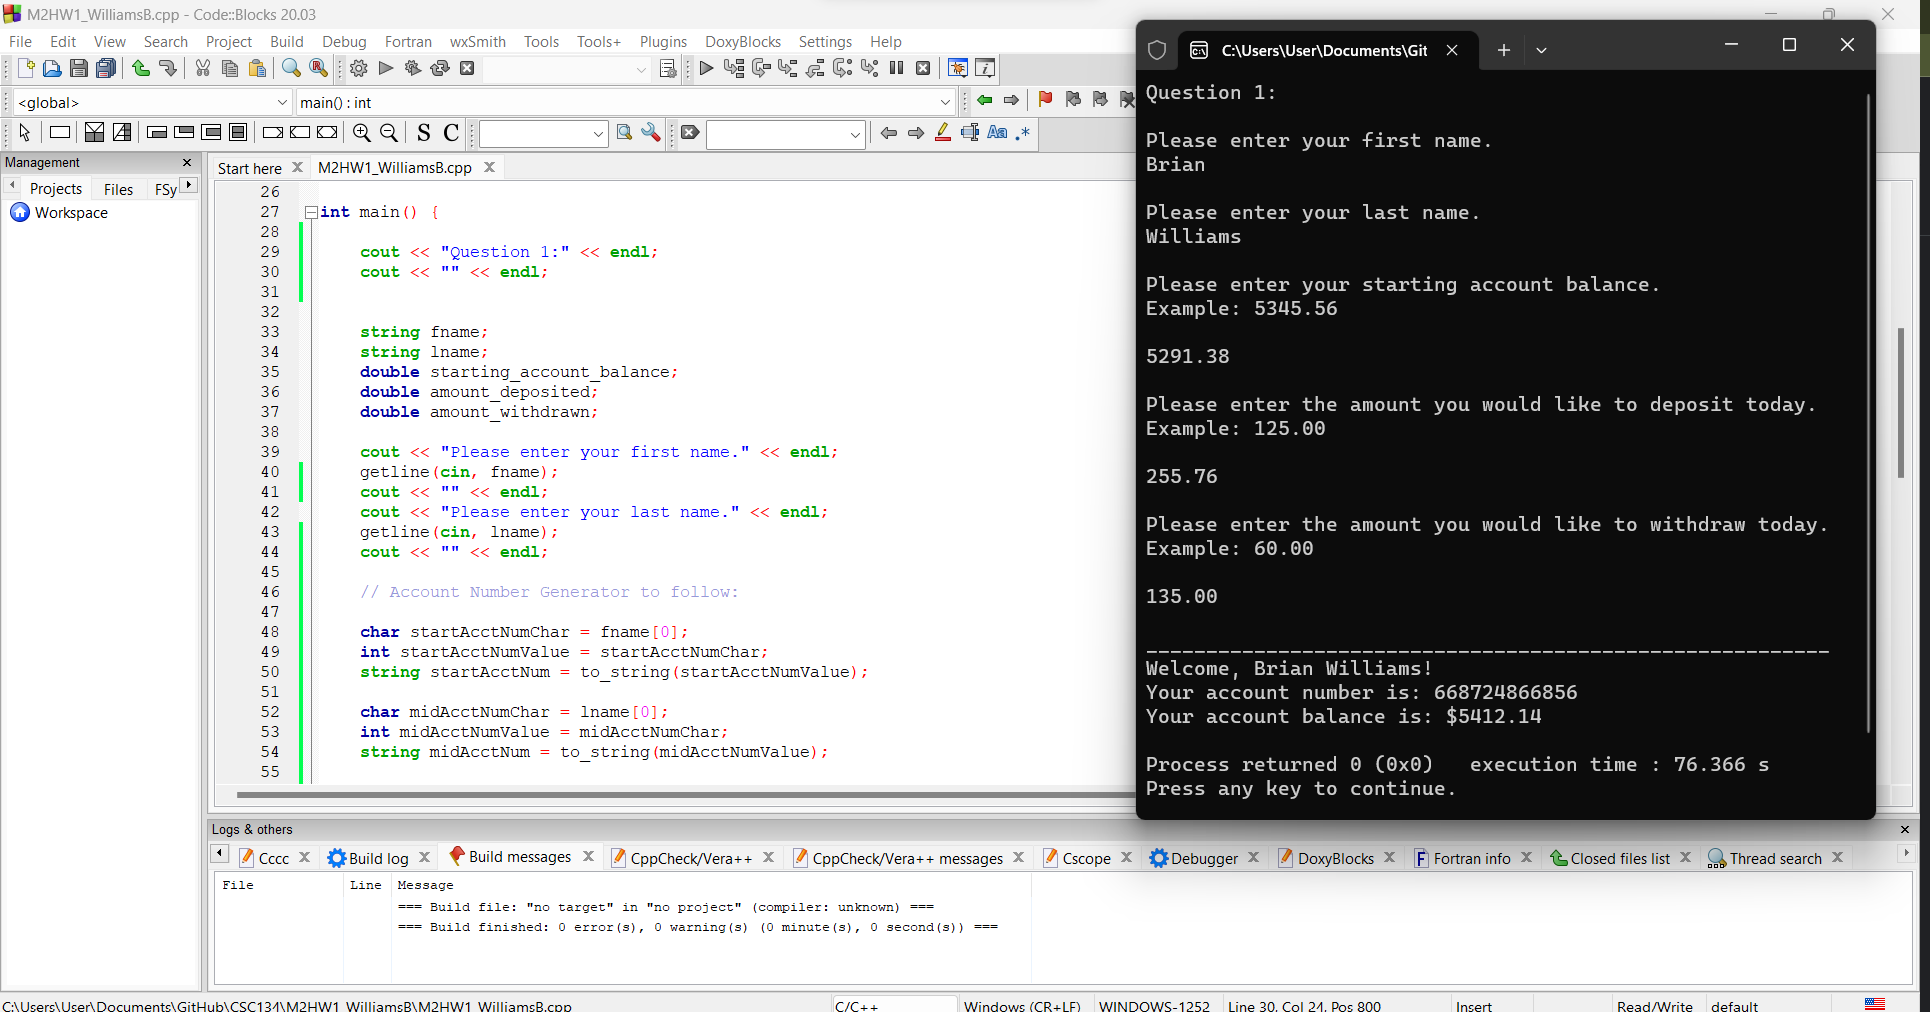 M2HW1_WilliamsB.cpp - Code::Blocks 20.03
File Edit View Search Project Build Debug Fortran wxSmith Tools Tools+ Plugins DoxyBlocks Settings Help
<global> main() : int
S C Aa .*
Management
Projects Files FSy
Workspace
Start here M2HW1_WilliamsB.cpp
26
27 int main() {
28
29 cout << "Question 1:" << endl;
30 cout << "" << endl;
31
32
33 string fname;
34 string lname;
35 double starting_account_balance;
36 double amount_deposited;
37 double amount_withdrawn;
38
39 cout << "Please enter your first name." << endl;
40 getline(cin, fname);
41 cout << "" << endl;
42 cout << "Please enter your last name." << endl;
43 getline(cin, lname);
44 cout << "" << endl;
45
46 // Account Number Generator to follow:
47
48 char startAcctNumChar = fname[0];
49 int startAcctNumValue = startAcctNumChar;
50 string startAcctNum = to_string(startAcctNumValue);
51
52 char midAcctNumChar = lname[0];
53 int midAcctNumValue = midAcctNumChar;
54 string midAcctNum = to_string(midAcctNumValue);
55
C:\Users\User\Documents\Git
Question 1:
Please enter your first name.
Brian
Please enter your last name.
Williams
Please enter your starting account balance.
Example: 5345.56
5291.38
Please enter the amount you would like to deposit today.
Example: 125.00
255.76
Please enter the amount you would like to withdraw today.
Example: 60.00
135.00
_________________________________________________________
Welcome, Brian Williams!
Your account number is: 668724866856
Your account balance is: $5412.14
Process returned 0 (0x0) execution time : 76.366 s
Press any key to continue.
Logs & others
Cccc Build log Build messages CppCheck/Vera++ CppCheck/Vera++ messages Cscope Debugger DoxyBlocks Fortran info Closed files list Thread search
File Line Message
=== Build file: "no target" in "no project" (compiler: unknown) ===
=== Build finished: 0 error(s), 0 warning(s) (0 minute(s), 0 second(s)) ===
C:\Users\User\Documents\GitHub\CSC134\M2HW1_WilliamsB\M2HW1_WilliamsB.cpp C/C++ Windows (CR+LF) WINDOWS-1252 Line 30, Col 24, Pos 800 Insert Read/Write default